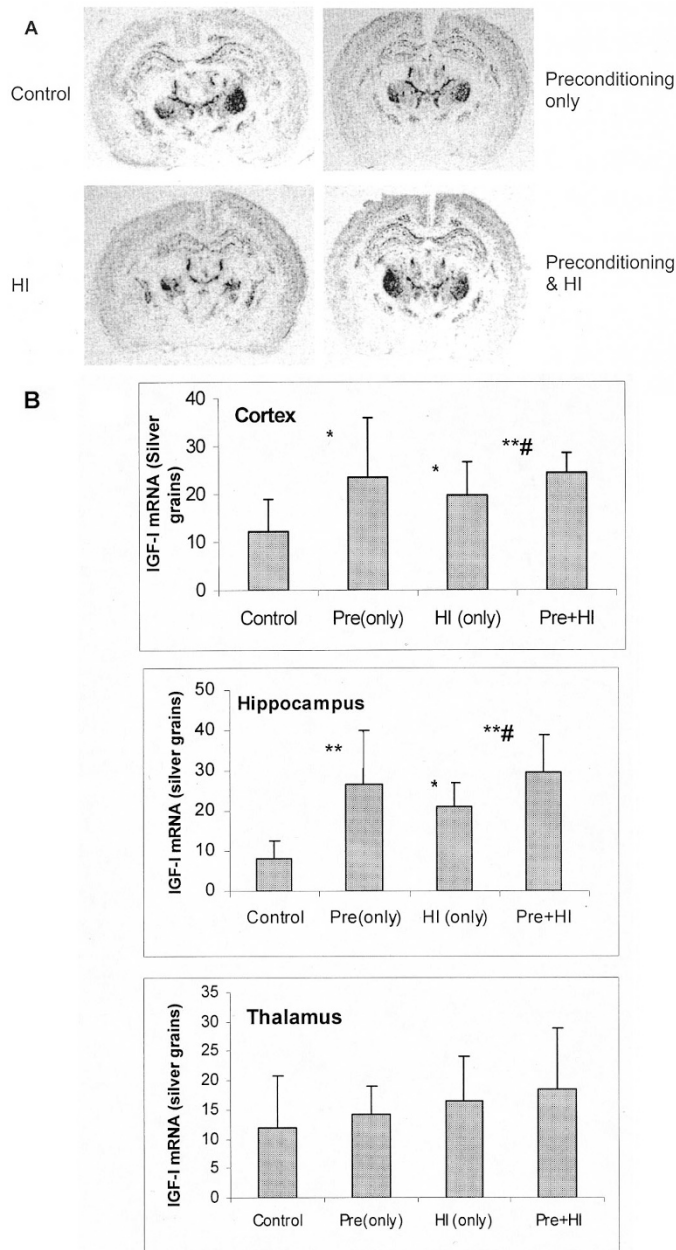 A
Control
Preconditioning
only
HI
Preconditioning
& HI
B
Cortex
IGF-I mRNA (Silver
grains)
40
30
20
10
0
*
*
**#
Control Pre(only) HI (only) Pre+HI
Hippocampus
IGF-I mRNA (silver grains)
50
40
30
20
10
0
**
*
**#
Control Pre(only) HI (only) Pre+HI
Thalamus
IGF-I mRNA (silver grains)
35
30
25
20
15
10
5
0
Control Pre(only) HI (only) Pre+HI